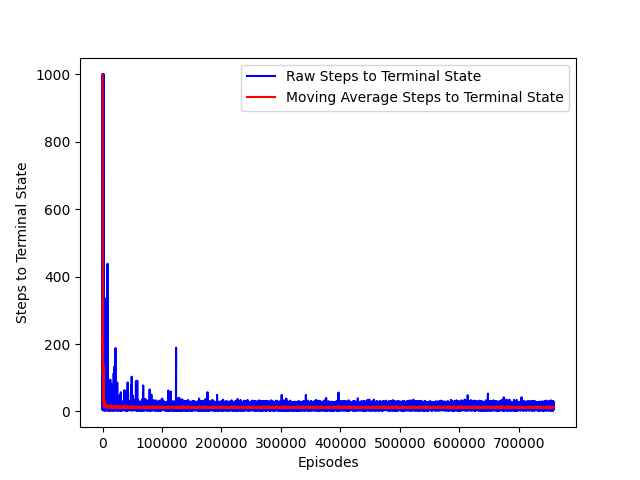 Raw Steps to Terminal State
Moving Average Steps to Terminal State
1000
800
600
400
200
0
Steps to Terminal State
0 100000 200000 300000 400000 500000 600000 700000
Episodes